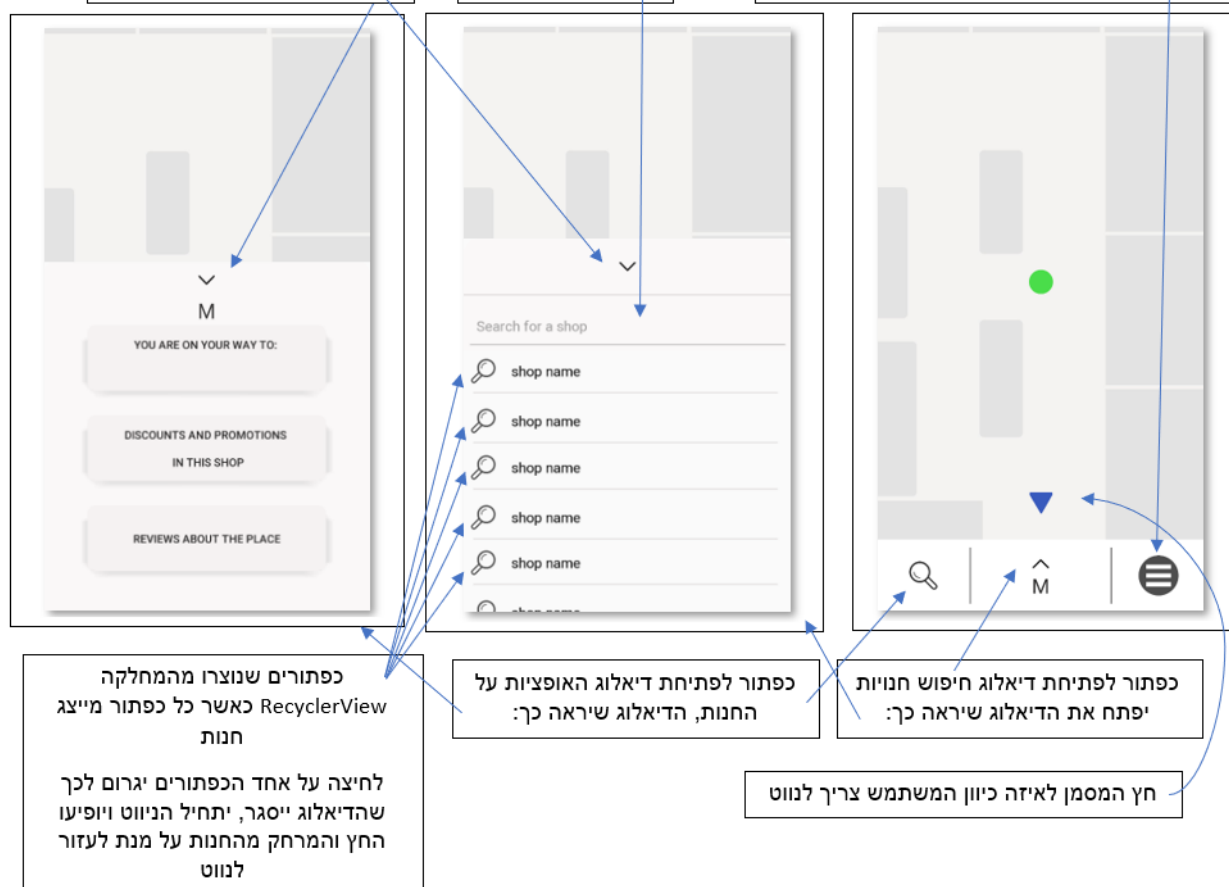 M
YOU ARE ON YOUR WAY TO:
DISCOUNTS AND PROMOTIONS
IN THIS SHOP
REVIEWS ABOUT THE PLACE
Search for a shop
shop name
shop name
shop name
shop name
shop name
shop name
M
כפתור לפתיחת דיאלוג חיפוש חנויות
יפתח את הדיאלוג שיראה כך:
כפתור לפתיחת דיאלוג האופציות על
החנות, הדיאלוג שיראה כך:
כפתורים שנוצרו מהמחלקה
RecyclerView כאשר כל כפתור מייצג
חנות
לחיצה על אחד הכפתורים יגרום לכך
שהדיאלוג ייסגר, יתחיל הניווט ויופיעו
החץ והמרחק מהחנות על מנת לעזור
לנווט
חץ המסמן לאיזה כיוון המשתמש צריך לנווט